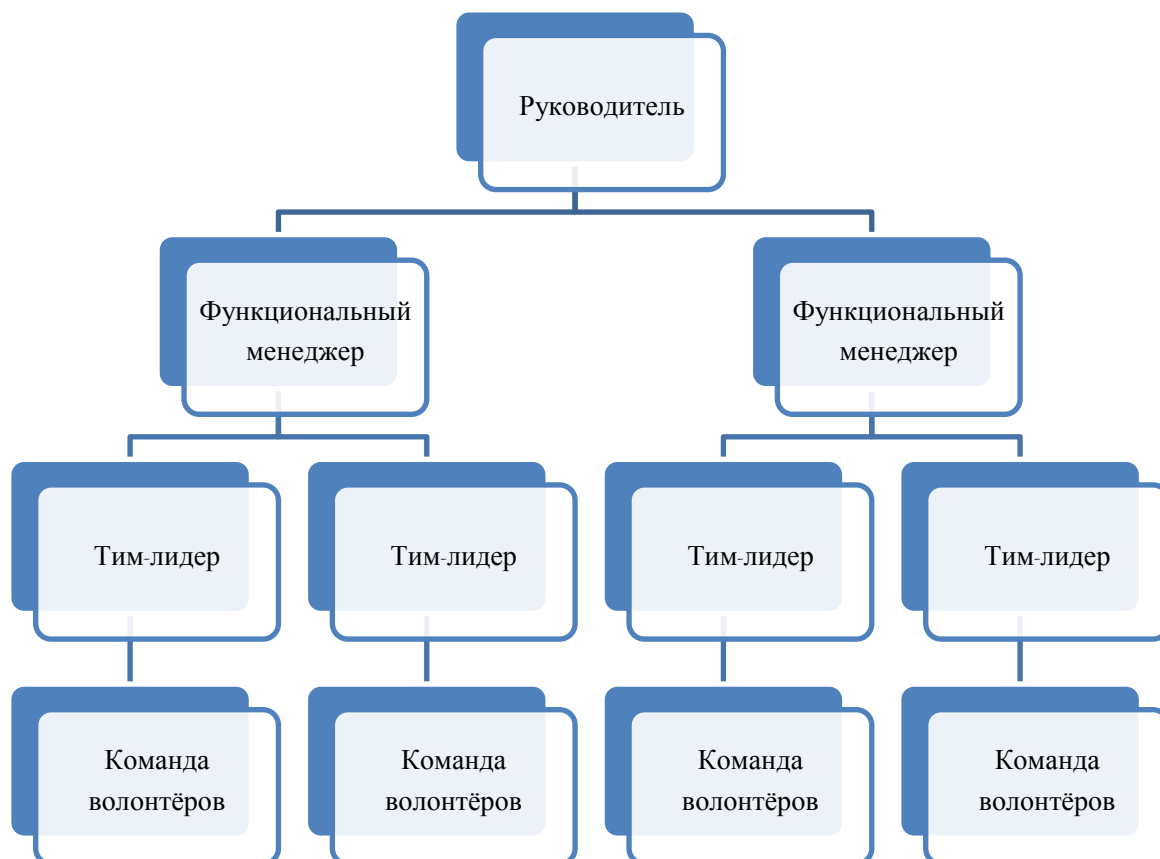 Руководитель
Функциональный
менеджер
Функциональный
менеджер
Тим-лидер
Тим-лидер
Тим-лидер
Тим-лидер
Команда
волонтёров
Команда
волонтёров
Команда
волонтёров
Команда
волонтёров